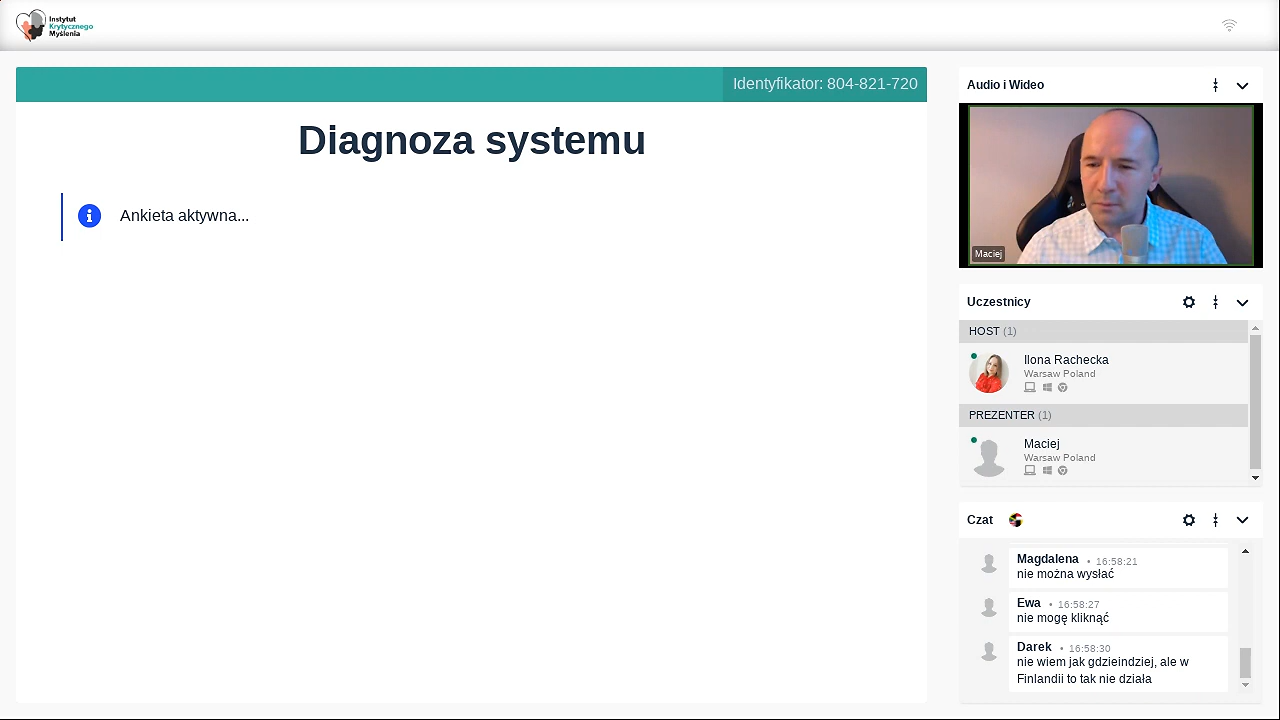 Instytut
Krytycznego
Myślenia
Identyfikator: 804-821-720
Diagnoza systemu
Ankieta aktywna...
Audio i Wideo
Maciej
Uczestnicy
HOST (1)
Ilona Rachecka
Warsaw Poland
PREZENTER (1)
Maciej
Warsaw Poland
Czat
Magdalena • 16:58:21
nie można wysłać
Ewa • 16:58:27
nie mogę kliknąć
Darek • 16:58:30
nie wiem jak gdzieindziej, ale w
Finlandii to tak nie działa